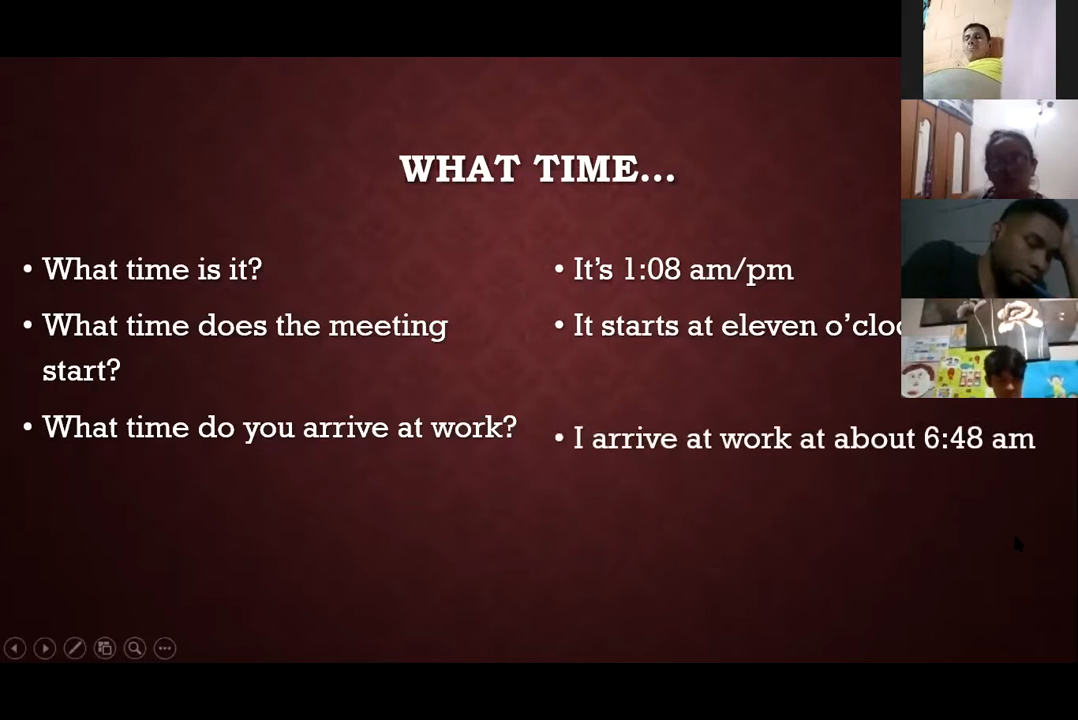 WHAT TIME...
• What time is it?
• What time does the meeting
start?
• What time do you arrive at work?
• It's 1:08 am/pm
• It starts at eleven
• I arrive at work at about 6:48 am